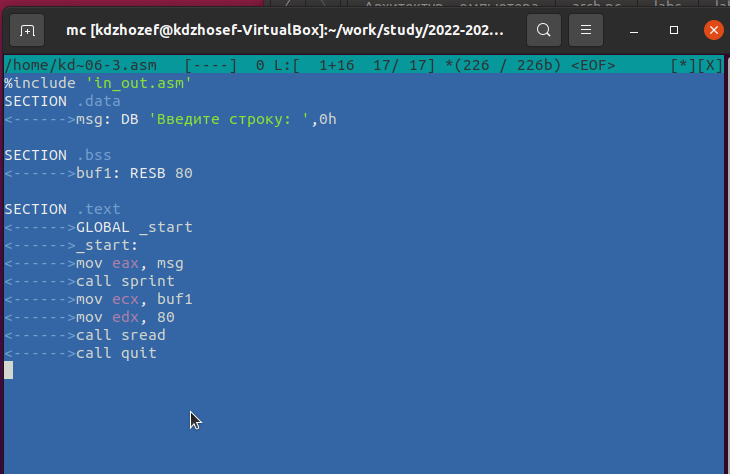 mc [kdzhozef@kdzhosef-VirtualBox]:~/work/study/2022-202...
/home/kd~06-3.asm [----] 0 L:[ 1+16 17/ 17] *(226 / 226b) <EOF> [*][X]
%include 'in_out.asm'
SECTION .data
<------>msg: DB 'Введите строку: ',0h
SECTION .bss
<------>buf1: RESB 80
SECTION .text
<------>GLOBAL _start
<------>_start:
<------>mov eax, msg
<------>call sprint
<------>mov ecx, buf1
<------>mov edx, 80
<------>call sread
<------>call quit